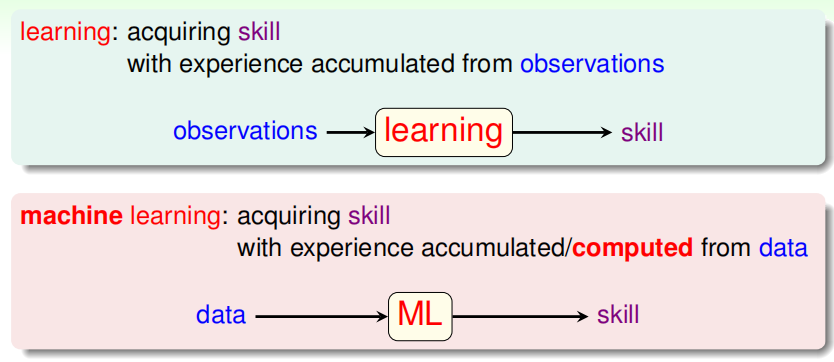 learning: acquiring skill
with experience accumulated from observations
observations learning skill
machine learning: acquiring skill
with experience accumulated/computed from data
data ML skill